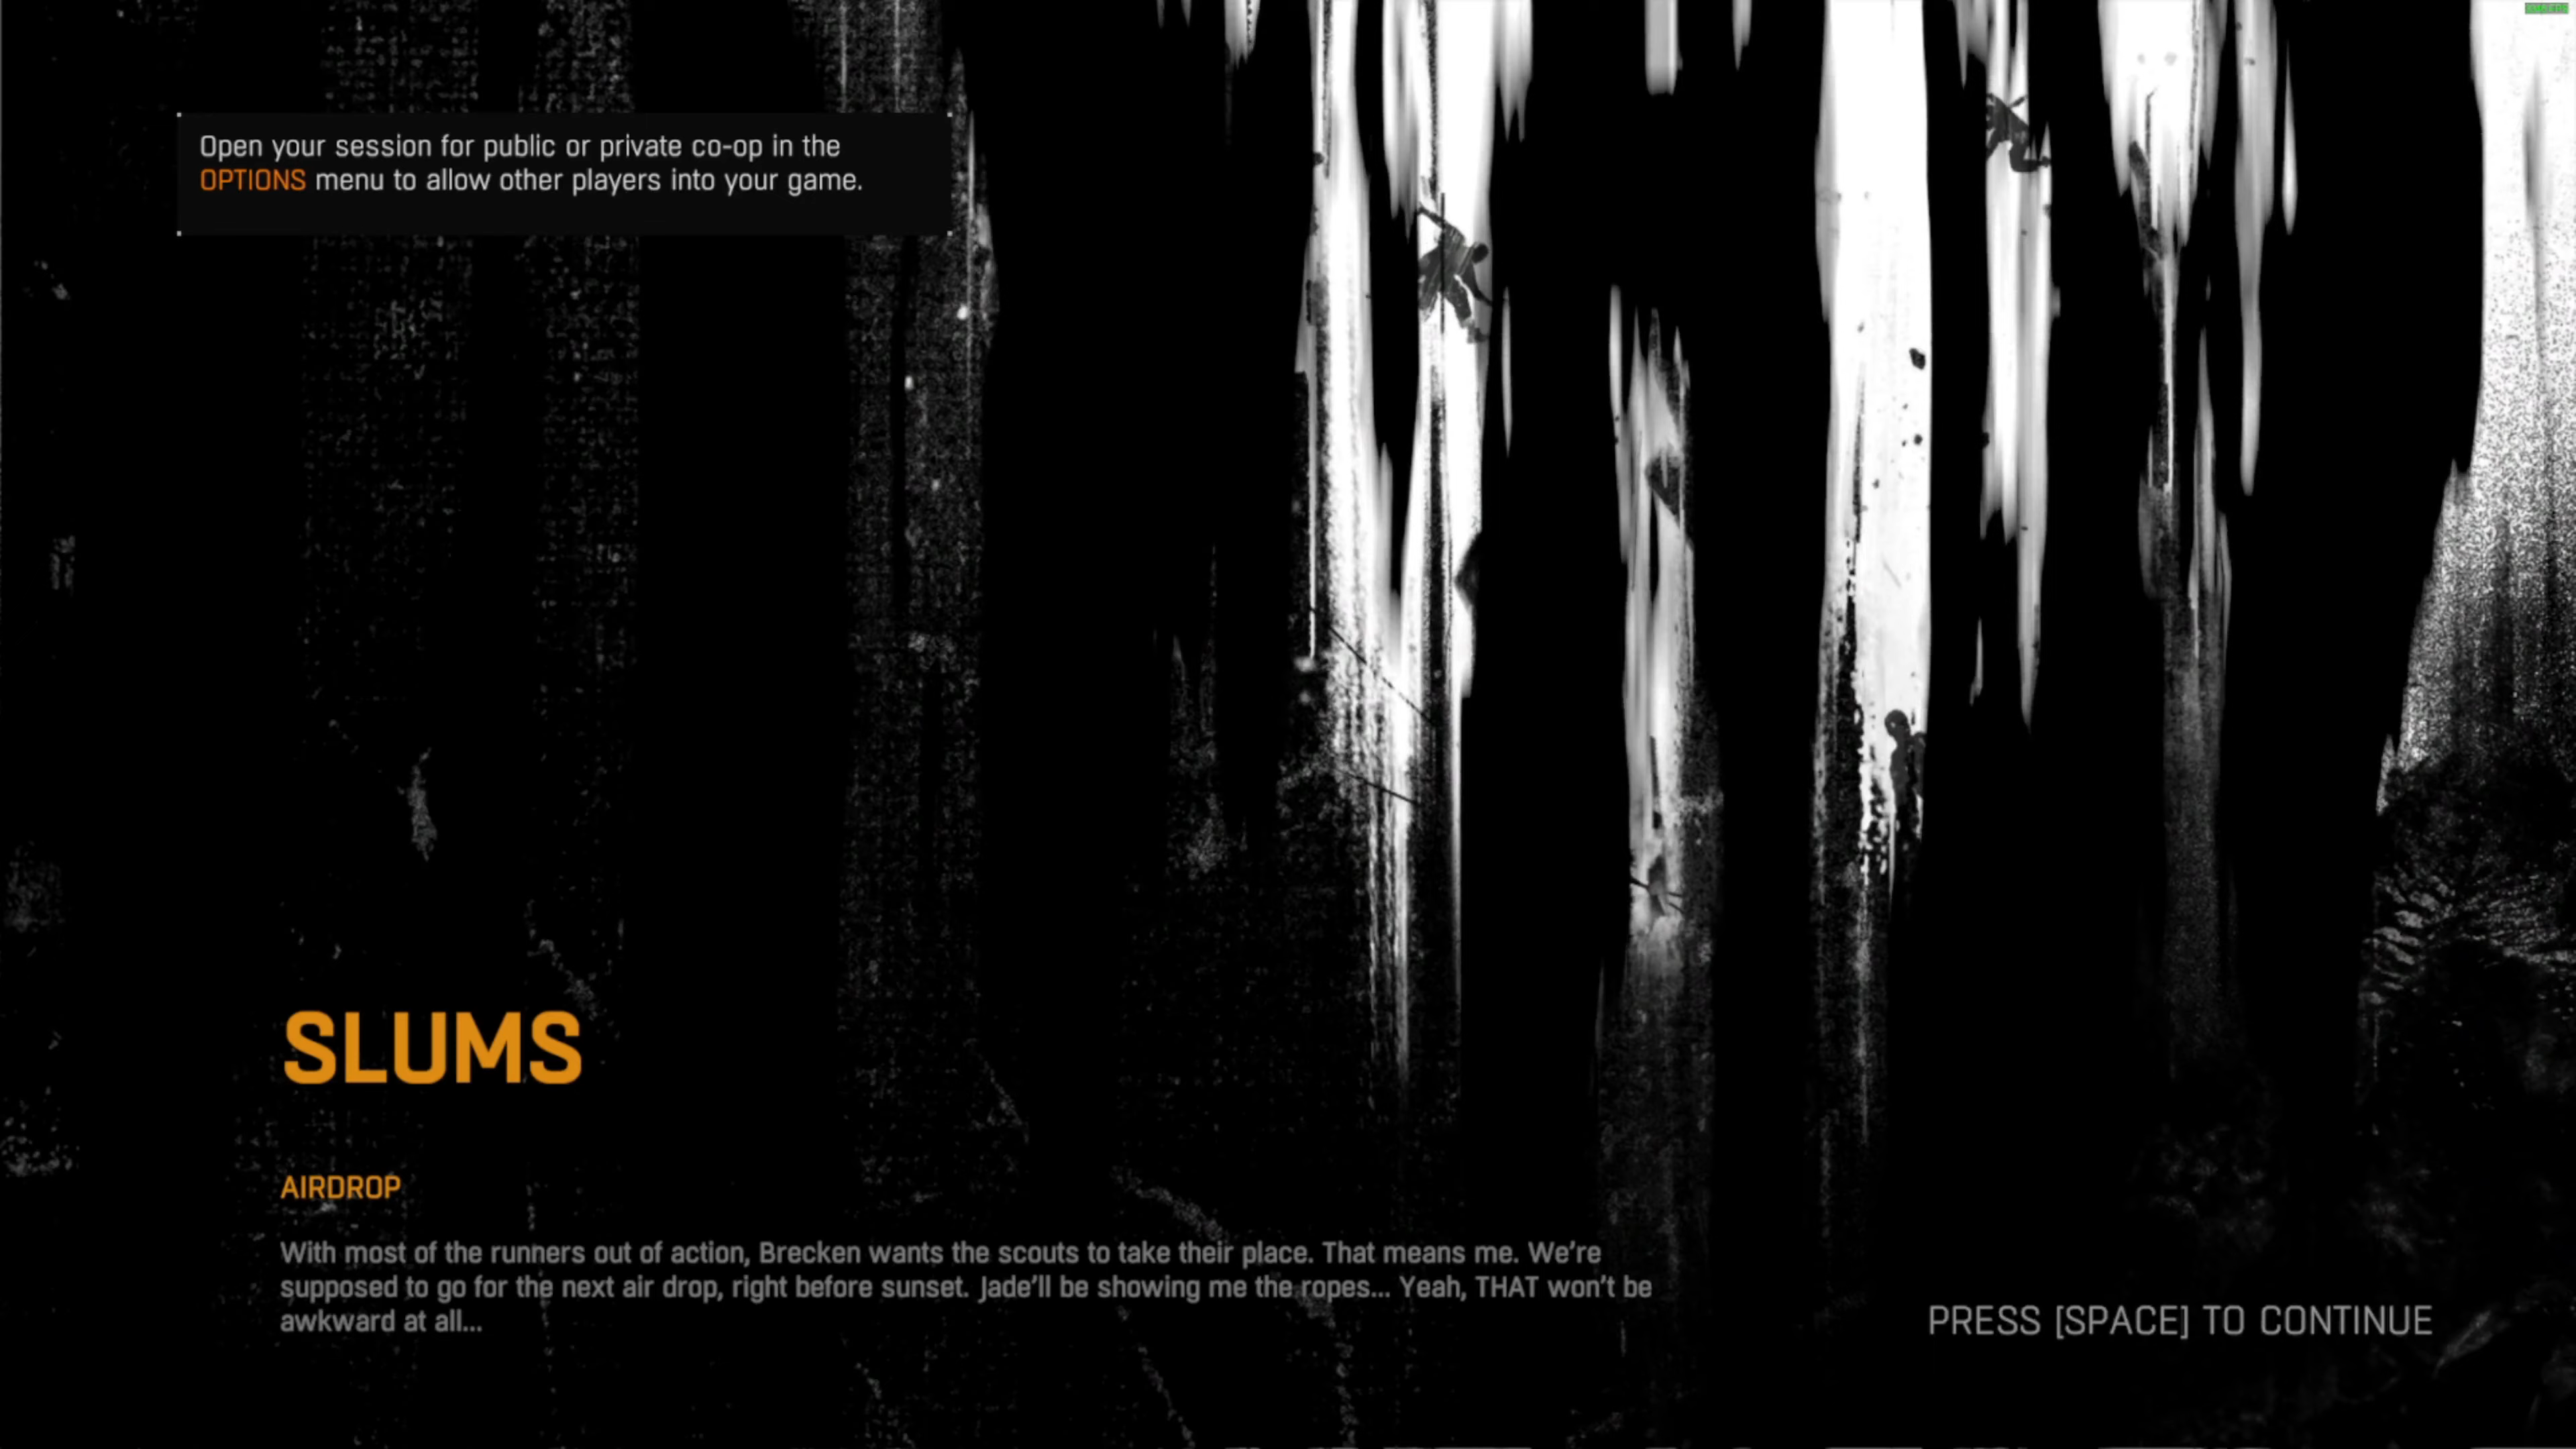 Open your session for public or private co-op in the
OPTIONS menu to allow other players into your game.
SLUMS
AIRDROP
With most of the runners out of action, Brecken wants the scouts to take their place. That means me. We're
supposed to go for the next air drop, right before sunset. Jade'll be showing me the ropes... Yeah, THAT won't be
awkward at all...
PRESS [SPACE] TO CONTINUE